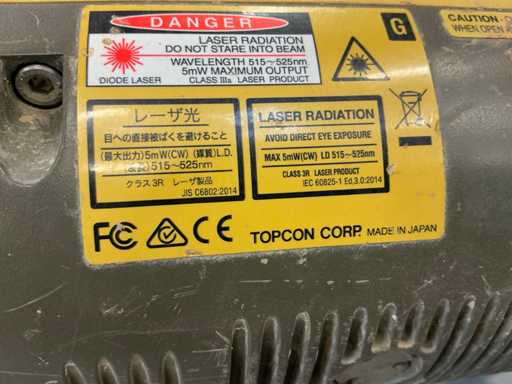 DANGER
LASER RADIATION
DO NOT STARE INTO BEAM
WAVELENGTH 515~525nm
5mW MAXIMUM OUTPUT
CLASS IIIa LASER PRODUCT
DIODE LASER
G
CAUTION
WHEN OPEN
レーザ光
目への直接被ばくを避けること
(最大出力)5mW(CW) (媒質)L.D.
(波長)515~525nm
クラス 3R レーザ製品
JIS C6802:2014
LASER RADIATION
AVOID DIRECT EYE EXPOSURE
MAX 5mW(CW) LD 515~525nm
CLASS 3R LASER PRODUCT
IEC 60825-1 Ed.3.0:2014
FC CE TOPCON CORP. MADE IN JAPAN